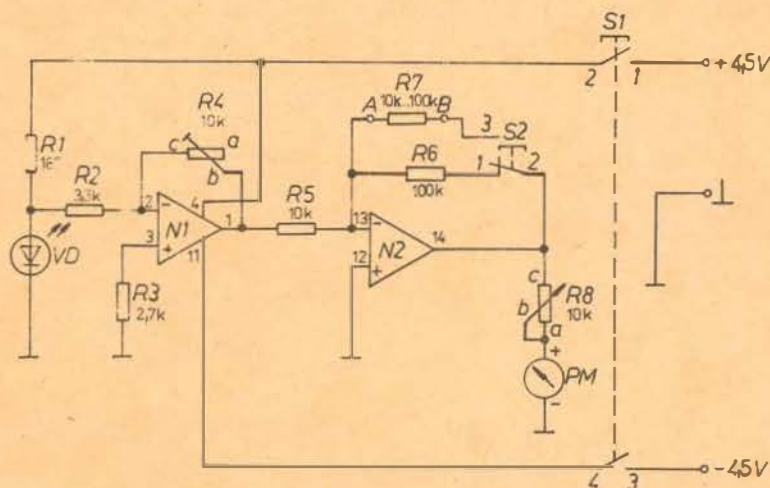 S1
2 1 +4,5V
R7
10k...100k
A B 3
S2
R4
10k
c a
b
R1
R6
100k
1 2
R2
3,3k
R5
10k
2 - 4
N1
1
3 + 11
13 -
N2
14
12 +
⊥
VD
R3
2,7k
c
b R8
10k
a
+
PM
-
4 3 -4,5V